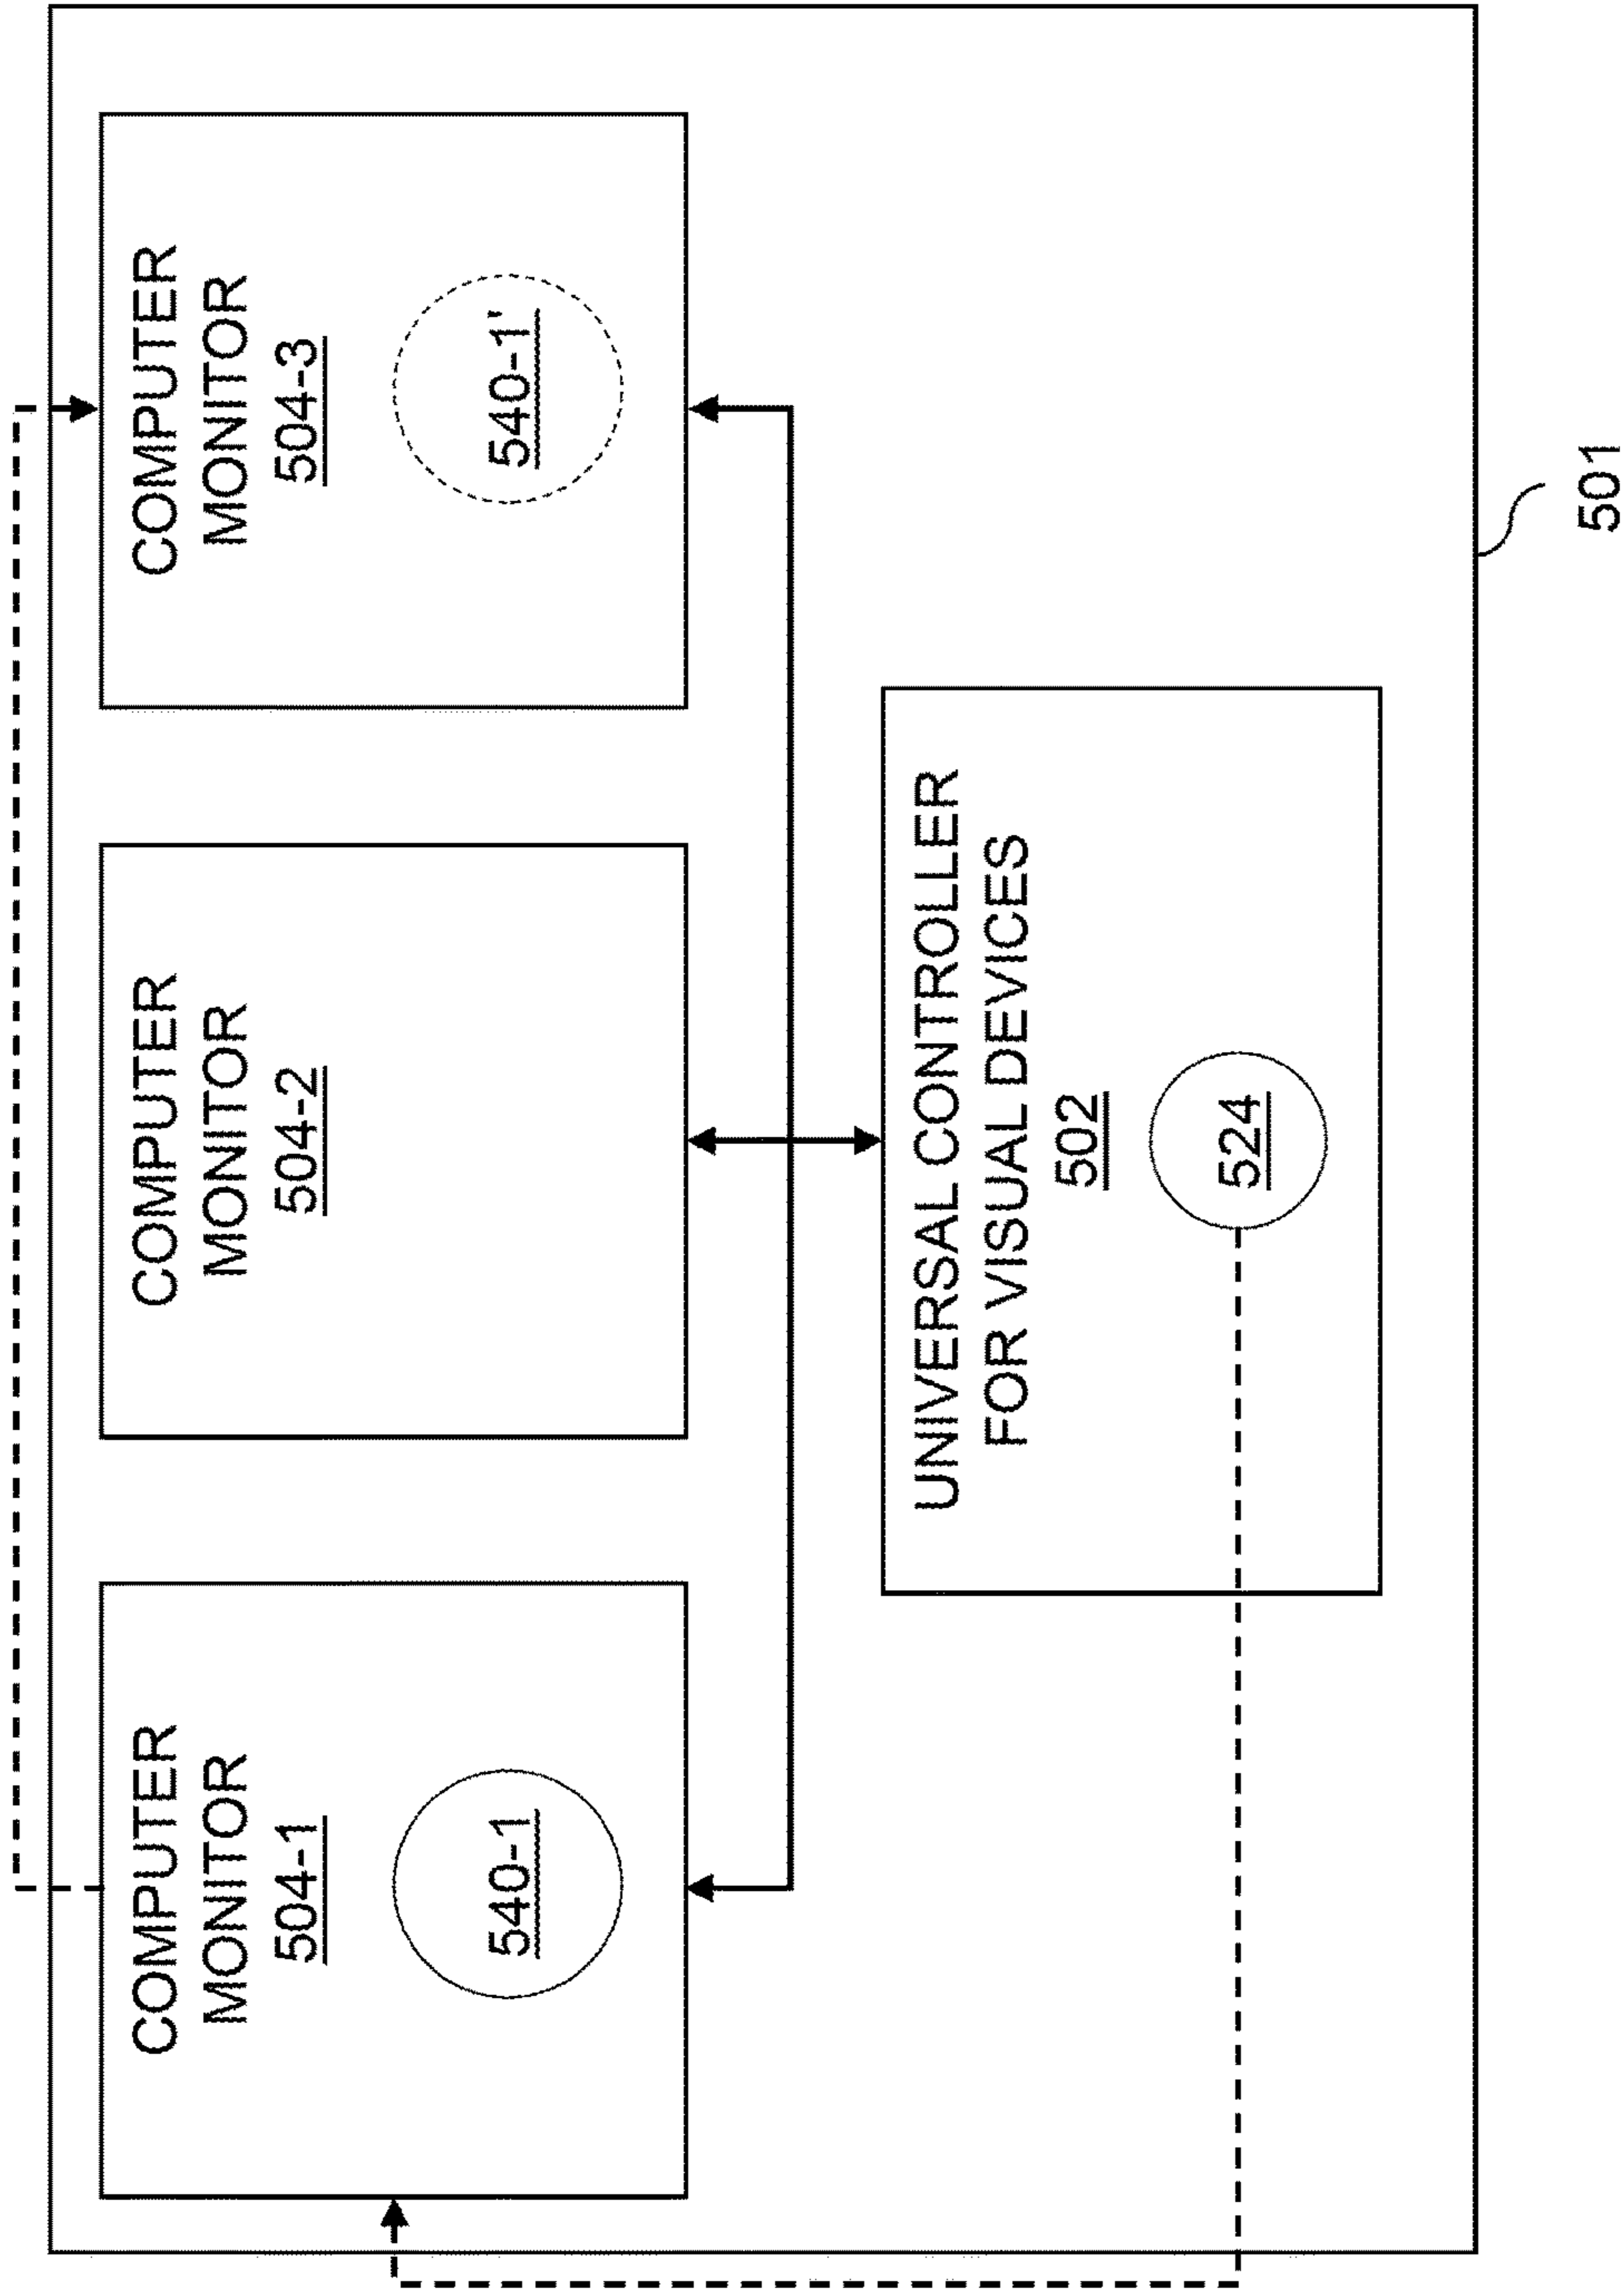 COMPUTER
MONITOR
504-1
540-1
COMPUTER
MONITOR
504-2
COMPUTER
MONITOR
504-3
540-1'
UNIVERSAL CONTROLLER
FOR VISUAL DEVICES
502
524
501